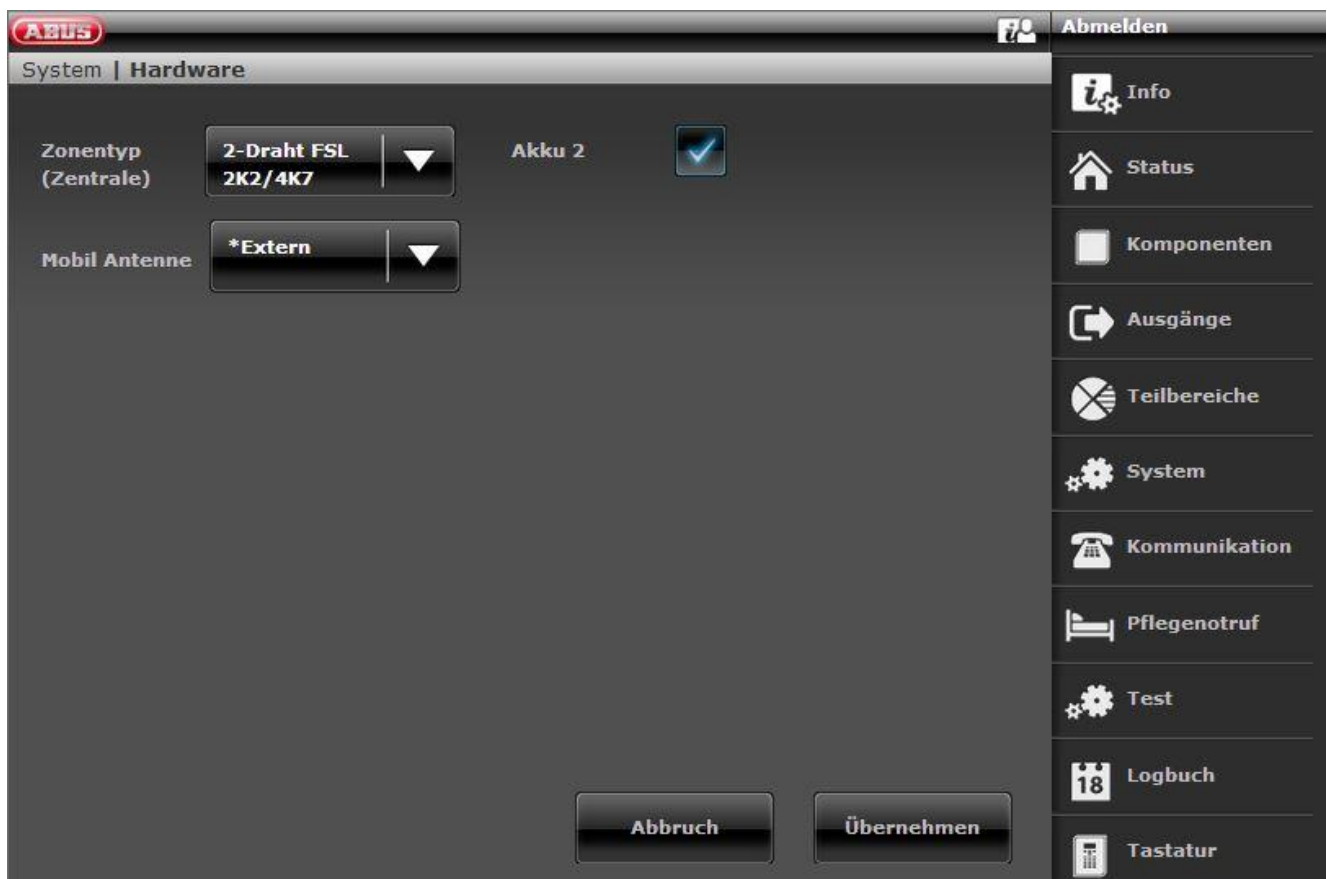 ABUS
Abmelden
System | Hardware
Zonentyp
(Zentrale)
2-Draht FSL
2K2/4K7
Akku 2
Mobil Antenne
*Extern
Abbruch
Übernehmen
Info
Status
Komponenten
Ausgänge
Teilbereiche
System
Kommunikation
Pflegenotruf
Test
18
Logbuch
Tastatur